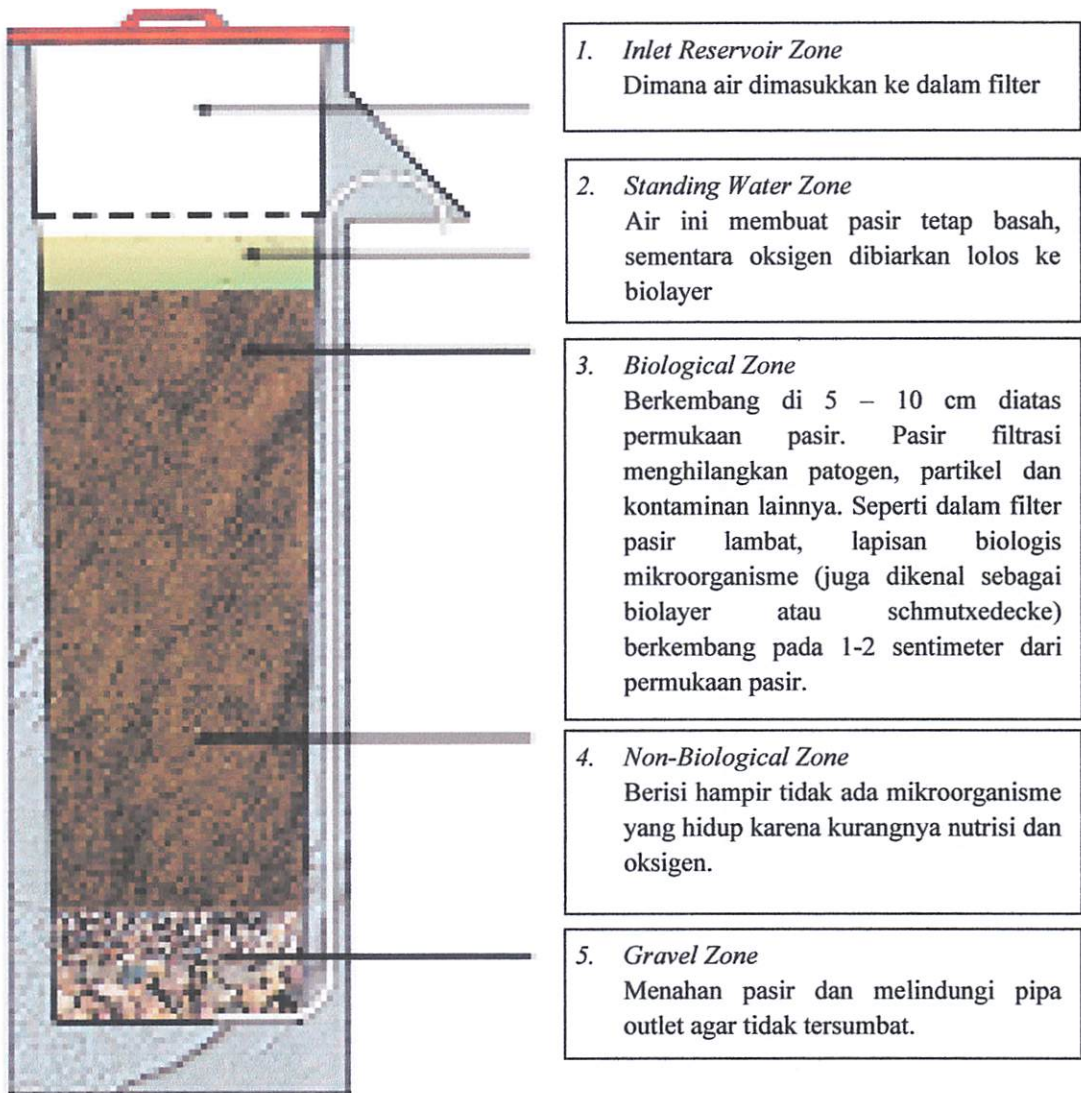 1. Inlet Reservoir Zone
Dimana air dimasukkan ke dalam filter
2. Standing Water Zone
Air ini membuat pasir tetap basah,
sementara oksigen dibiarkan lolos ke
biolayer
3. Biological Zone
Berkembang di 5 – 10 cm diatas
permukaan pasir. Pasir filtrasi
menghilangkan patogen, partikel dan
kontaminan lainnya. Seperti dalam filter
pasir lambat, lapisan biologis
mikroorganisme (juga dikenal sebagai
biolayer atau schmutxedecke)
berkembang pada 1-2 sentimeter dari
permukaan pasir.
4. Non-Biological Zone
Berisi hampir tidak ada mikroorganisme
yang hidup karena kurangnya nutrisi dan
oksigen.
5. Gravel Zone
Menahan pasir dan melindungi pipa
outlet agar tidak tersumbat.